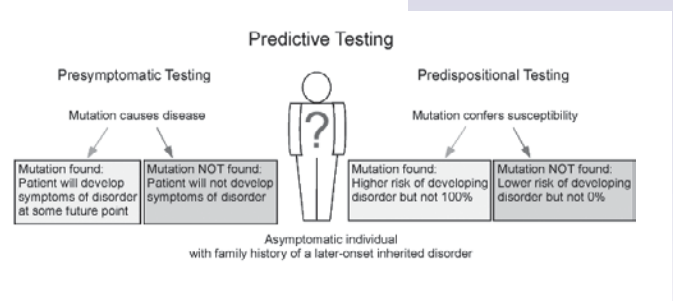 Predictive Testing
Presymptomatic Testing
Mutation causes disease
Mutation found:
Patient will develop
symptoms of disorder
at some future point
Mutation NOT found:
Patient will not develop
symptoms of disorder
?
Predispositional Testing
Mutation confers susceptibility
Mutation found:
Higher risk of developing
disorder but not 100%
Mutation NOT found:
Lower risk of developing
disorder but not 0%
Asymptomatic individual
with family history of a later-onset inherited disorder